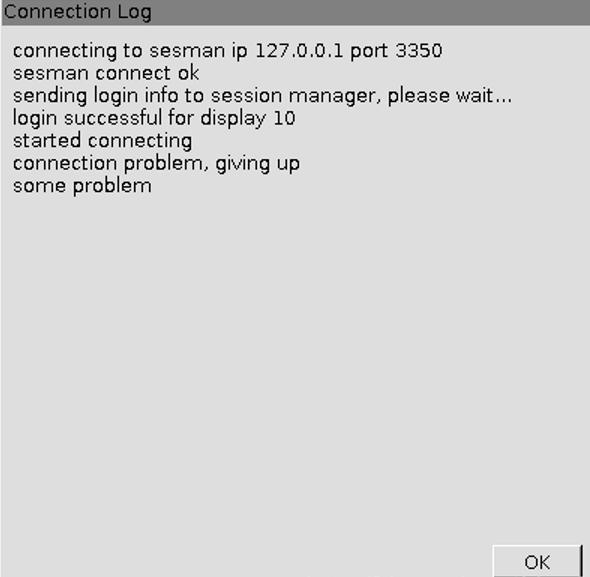 Connection Log
connecting to sesman ip 127.0.0.1 port 3350
sesman connect ok
sending login info to session manager, please wait...
login successful for display 10
started connecting
connection problem, giving up
some problem
OK